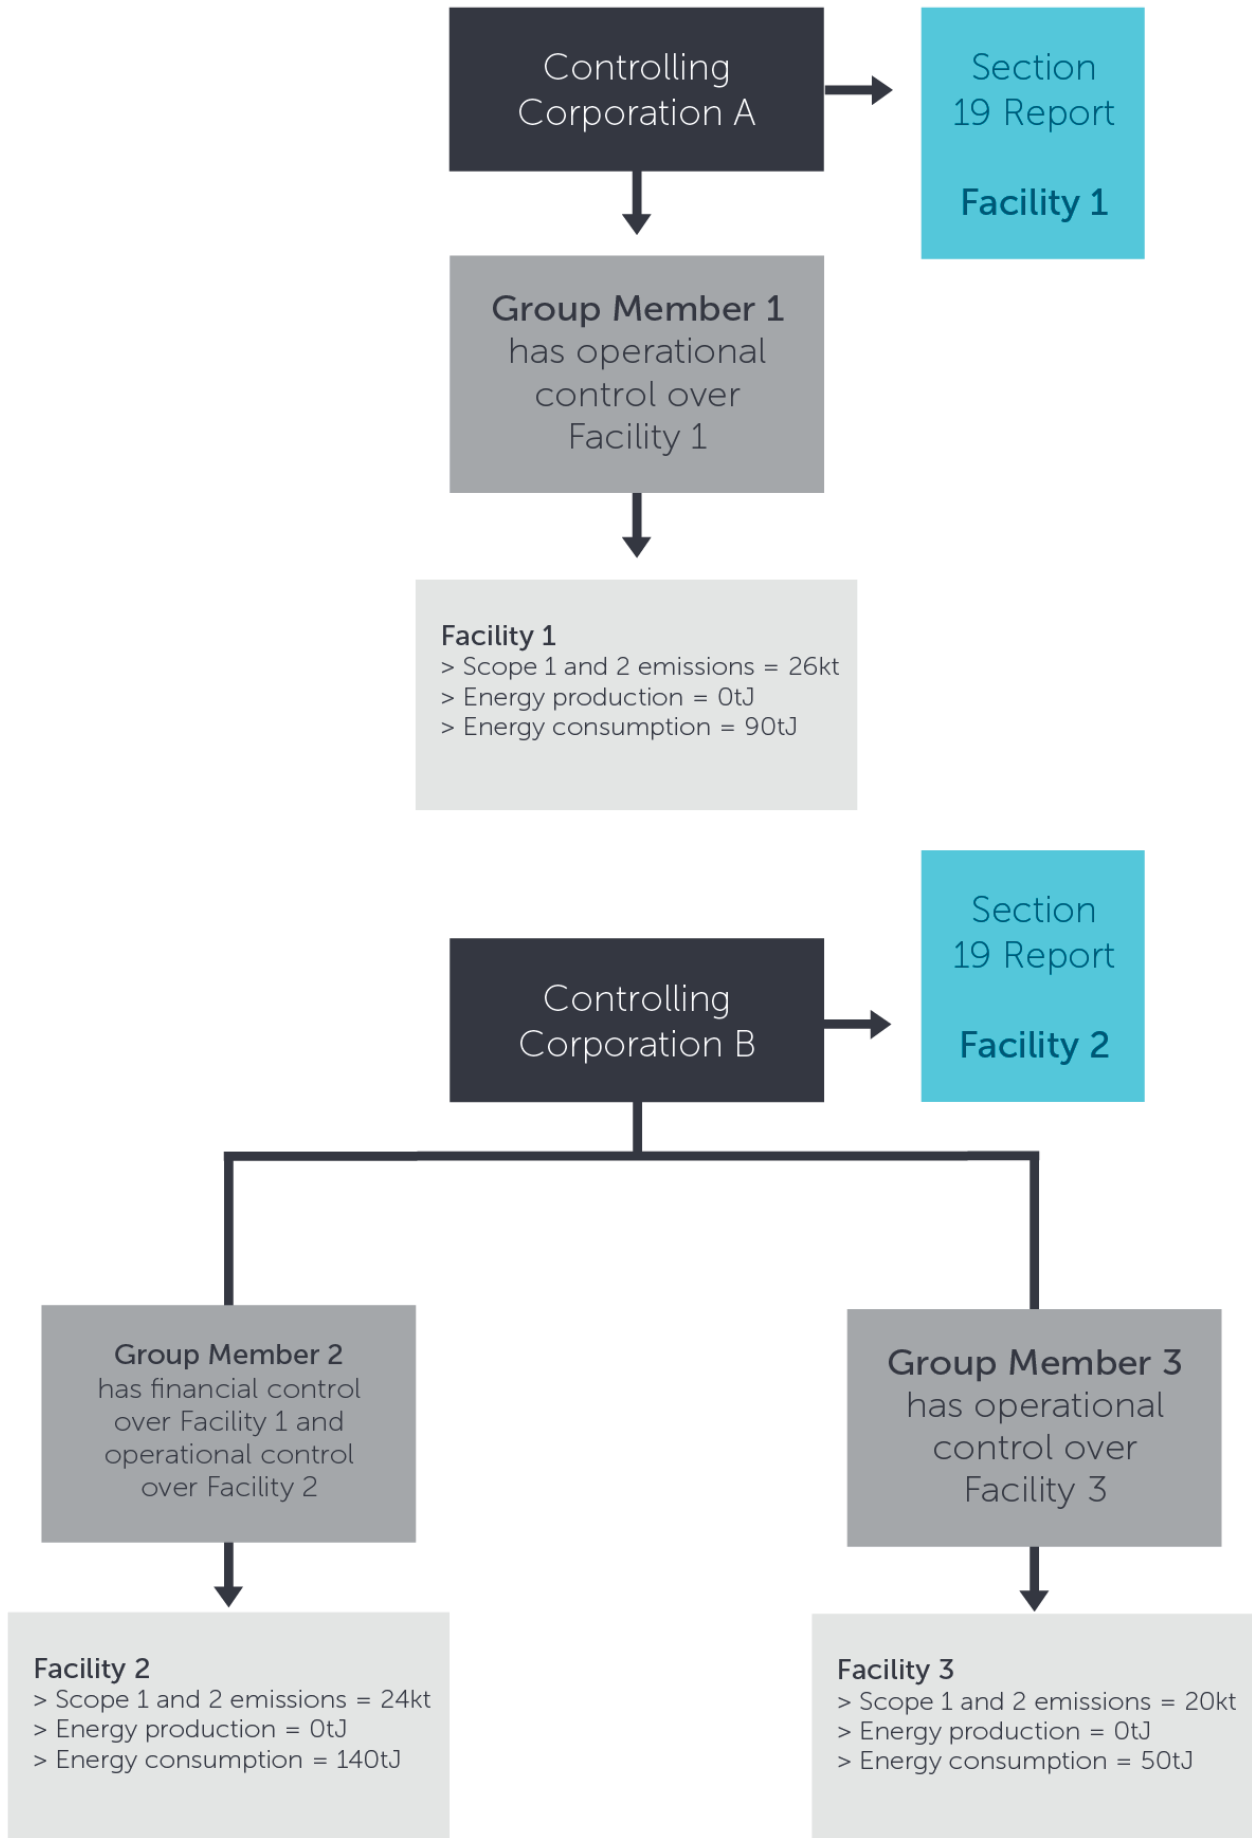 Controlling
Corporation A
Section
19 Report
Facility 1
Group Member 1
has operational
control over
Facility 1
Facility 1
> Scope 1 and 2 emissions = 26kt
> Energy production = 0tJ
> Energy consumption = 90tJ
Section
19 Report
Facility 2
Controlling
Corporation B
Group Member 2
has financial control
over Facility 1 and
operational control
over Facility 2
Group Member 3
has operational
control over
Facility 3
Facility 2
> Scope 1 and 2 emissions = 24kt
> Energy production = 0tJ
> Energy consumption = 140tJ
Facility 3
> Scope 1 and 2 emissions = 20kt
> Energy production = 0tJ
> Energy consumption = 50tJ